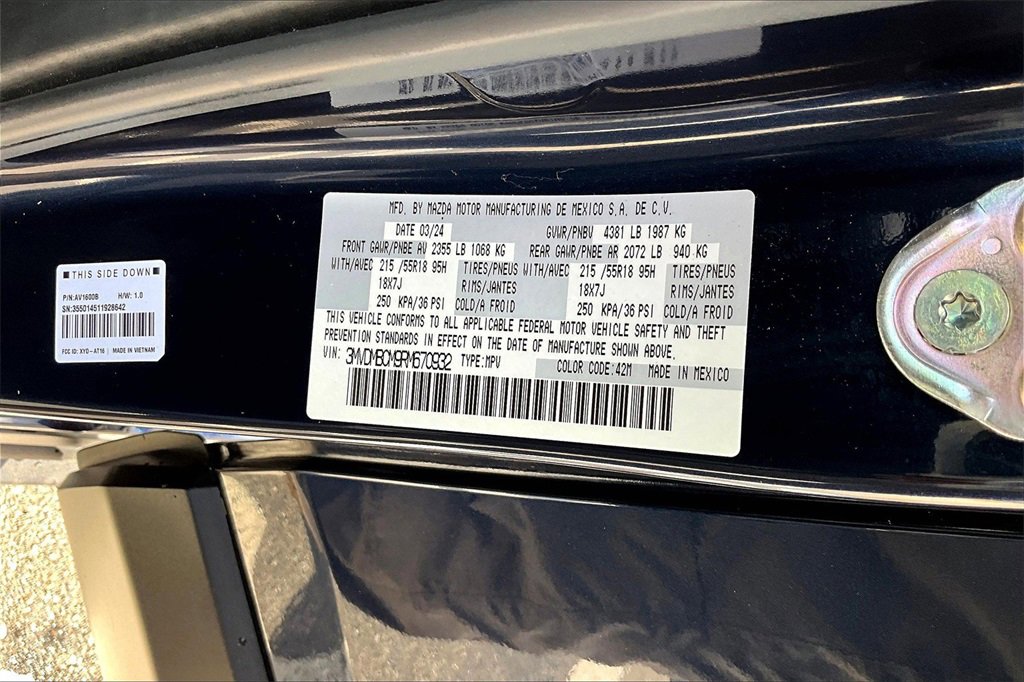 THIS SIDE DOWN
P/N:AV1600B H/W: 1.0
SN:355014511928642
FCC ID: XYO-AT16 MADE IN VIETNAM
MFD. BY MAZDA MOTOR MANUFACTURING DE MEXICO S.A. DE C.V.
DATE 03/24 GVWR/PNBV 4381 LB 1987 KG
FRONT GAWR/PNBE AV 2355 LB 1068 KG REAR GAWR/PNBE AR 2072 LB 940 KG
WITH/AVEC 215 /55R18 95H TIRES/PNEUS WITH/AVEC 215 /55R18 95H TIRES/PNEUS
18X7J RIMS/JANTES 18X7J RIMS/JANTES
250 KPA/36 PSI COLD/A FROID 250 KPA/36 PSI COLD/A FROID
THIS VEHICLE CONFORMS TO ALL APPLICABLE FEDERAL MOTOR VEHICLE SAFETY AND THEFT
PREVENTION STANDARDS IN EFFECT ON THE DATE OF MANUFACTURE SHOWN ABOVE.
VIN: 3MVDMBCM9RM670932 TYPE:MPV COLOR CODE:42M MADE IN MEXICO